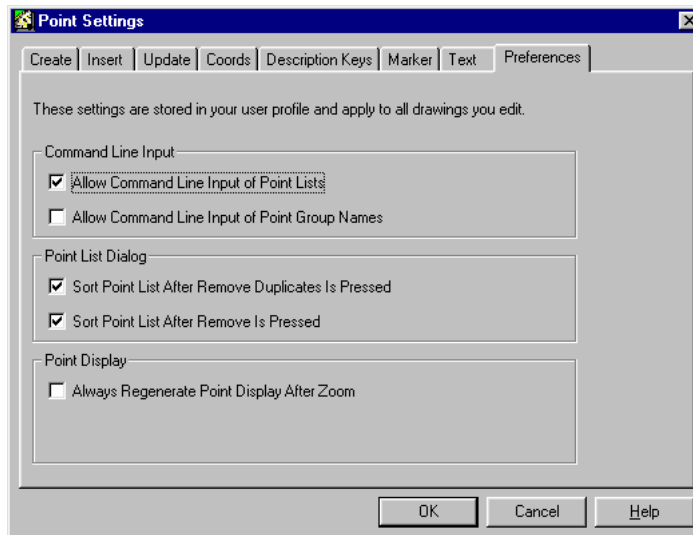 Point Settings
Create Insert Update Coords Description Keys Marker Text Preferences
These settings are stored in your user profile and apply to all drawings you edit.
Command Line Input
Allow Command Line Input of Point Lists
Allow Command Line Input of Point Group Names
Point List Dialog
Sort Point List After Remove Duplicates Is Pressed
Sort Point List After Remove Is Pressed
Point Display
Always Regenerate Point Display After Zoom
OK Cancel Help